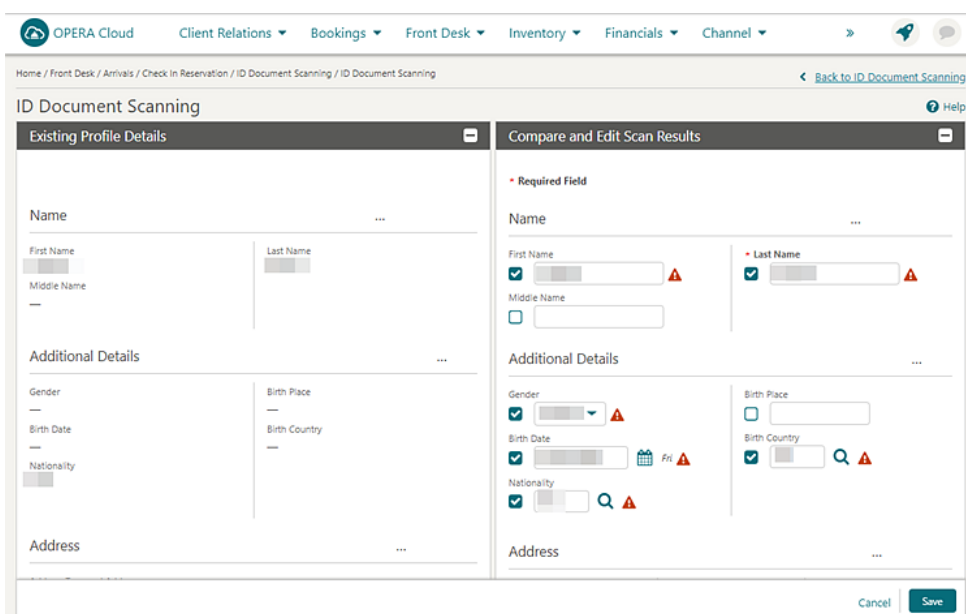 OPERA Cloud Client Relations Bookings Front Desk Inventory Financials Channel »
Home / Front Desk / Arrivals / Check In Reservation / ID Document Scanning / ID Document Scanning
Back to ID Document Scanning
ID Document Scanning
Help
Existing Profile Details
Name ...
First Name Last Name
Middle Name
—
Additional Details ...
Gender Birth Place
— —
Birth Date Birth Country
— —
Nationality
Address ...
Compare and Edit Scan Results
* Required Field
Name ...
First Name * Last Name
Middle Name
Additional Details ...
Gender Birth Place
Birth Date Birth Country
Fri
Nationality
Address ...
Cancel Save